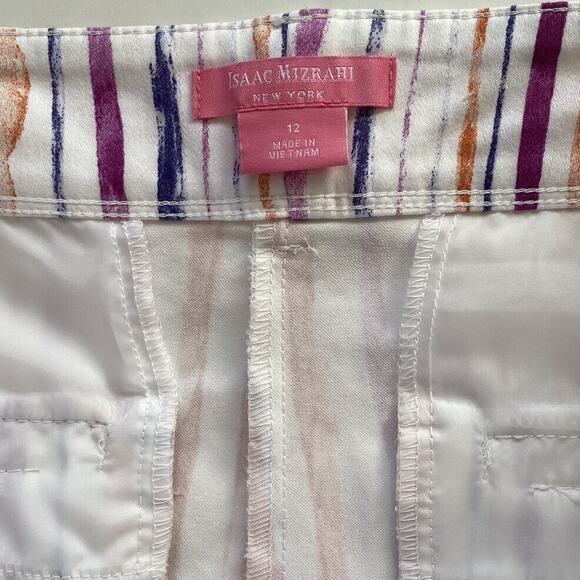 ISAAC MIZRAHI
NEW YORK
12
MADE IN
VIETNAM